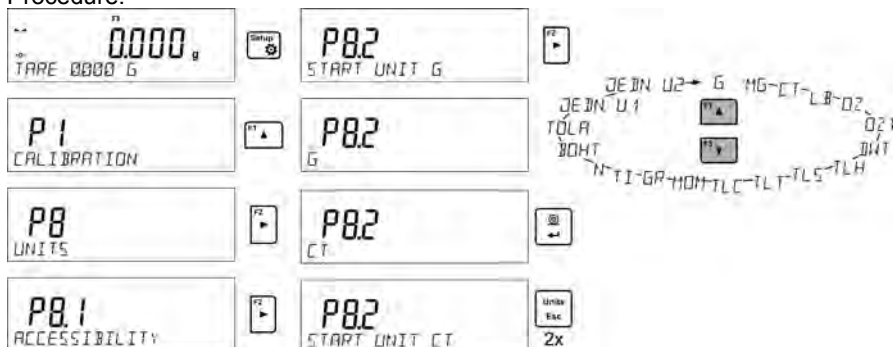 Procedure:
0.000 g
TARE 0.000 G
Setup
P8.2
START UNIT G
F2
P1
CALIBRATION
F1
P8.2
G
P8
UNITS
F2
P8.2
CT
P8.1
ACCESSIBILITY
F2
P8.2
START UNIT CT
Units
Esc
2x
JEDN U2 G MG-CT-LB-OZ
JEDN U1
F1
OZT
TOLA
DWT
BOHT
F3
N-TI-GR-MOM-TLC-TLT-TLS-TLH